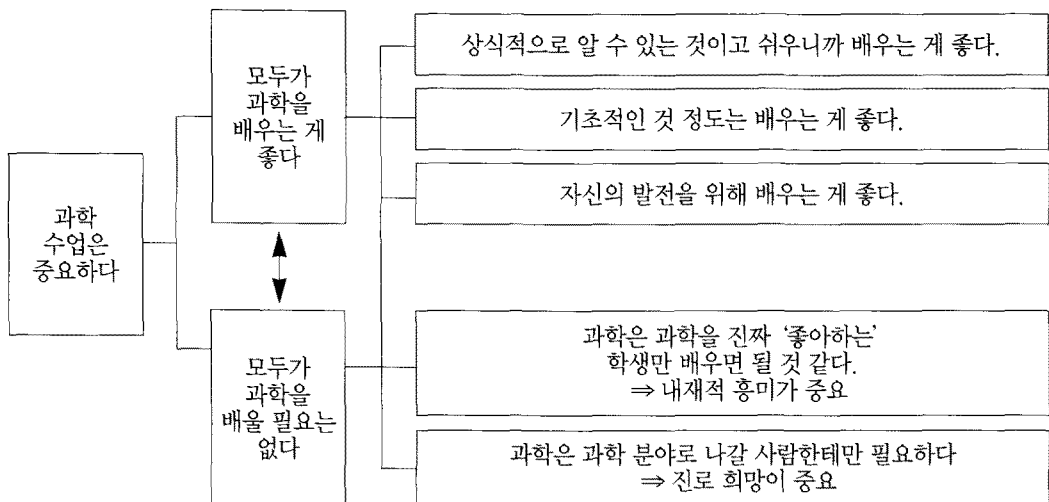 과학
수업은
중요하다
모두가
과학을
배우는 게
좋다
상식적으로 알 수 있는 것이고 쉬우니까 배우는 게 좋다.
기초적인 것 정도는 배우는 게 좋다.
자신의 발전을 위해 배우는 게 좋다.
모두가
과학을
배울 필요는
없다
과학은 과학을 진짜 ‘좋아하는’
학생만 배우면 될 것 같다.
⇒ 내재적 흥미가 중요
과학은 과학 분야로 나갈 사람한테만 필요하다
⇒ 진로 희망이 중요